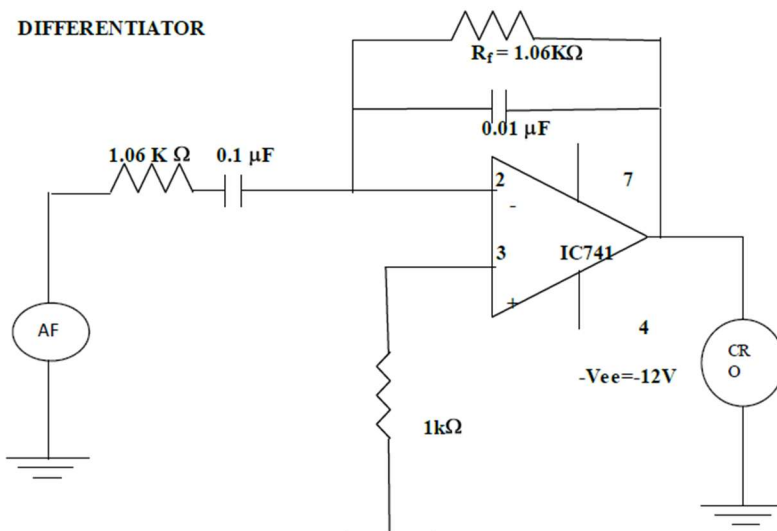 DIFFERENTIATOR
Rf = 1.06KΩ
0.01 μF
1.06 K Ω
0.1 μF
2
7
-
3
IC741
+
AF
4
CR
O
-Vee=-12V
1kΩ